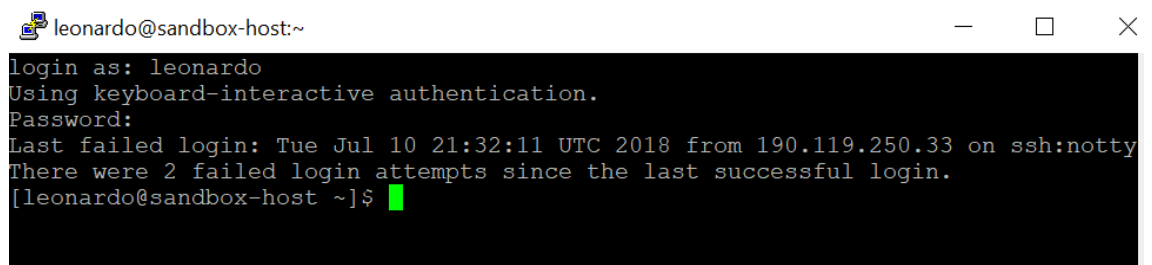 leonardo@sandbox-host:~
login as: leonardo
Using keyboard-interactive authentication.
Password:
Last failed login: Tue Jul 10 21:32:11 UTC 2018 from 190.119.250.33 on ssh:notty
There were 2 failed login attempts since the last successful login.
[leonardo@sandbox-host ~]$